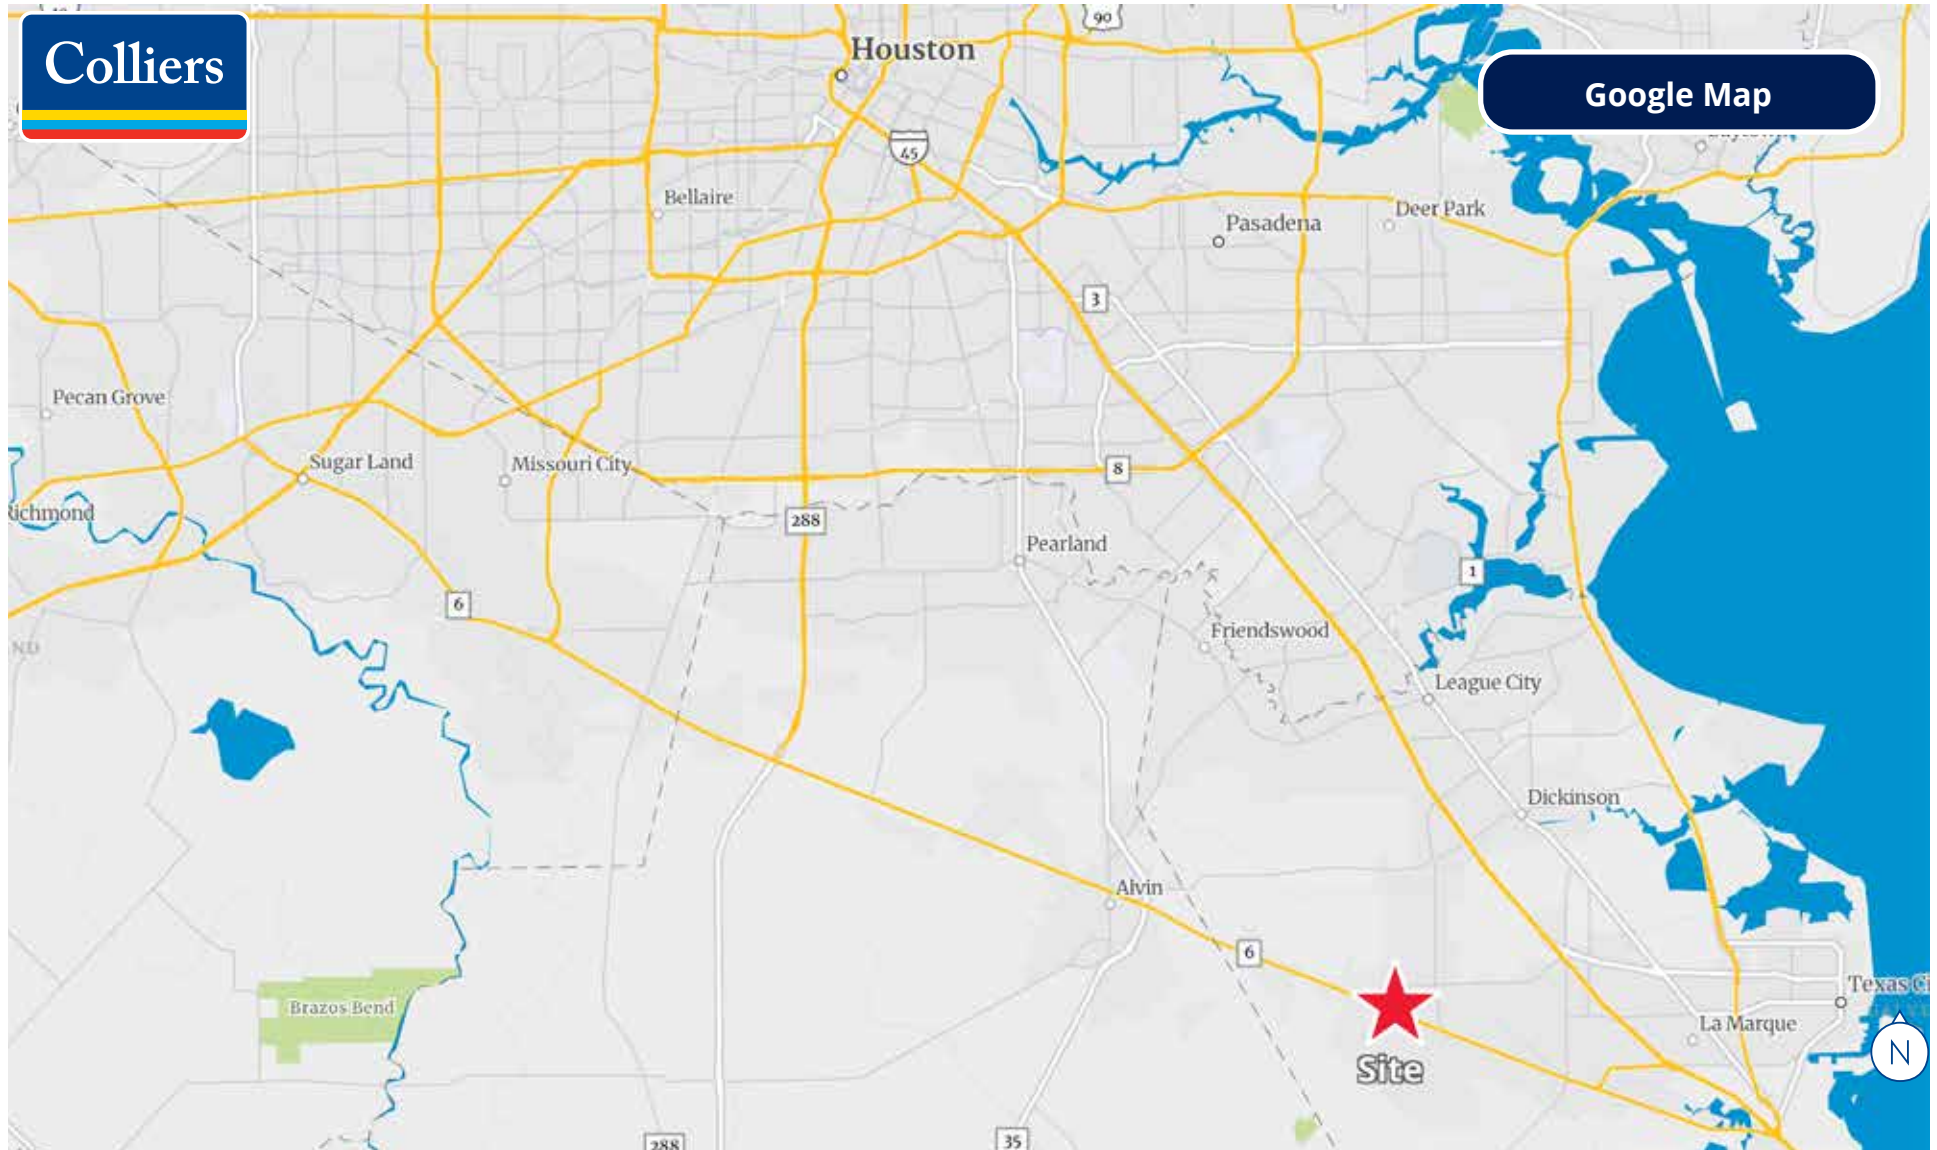 90
Colliers
Houston
Google Map
45
Bellaire
Deer Park
Pasadena
3
Pecan Grove
Sugar Land
Missouri City
8
Richmond
288
Pearland
1
6
Friendswood
League City
Dickinson
Alvin
6
Texas C
Brazos Bend
La Marque
N
Site
288
35